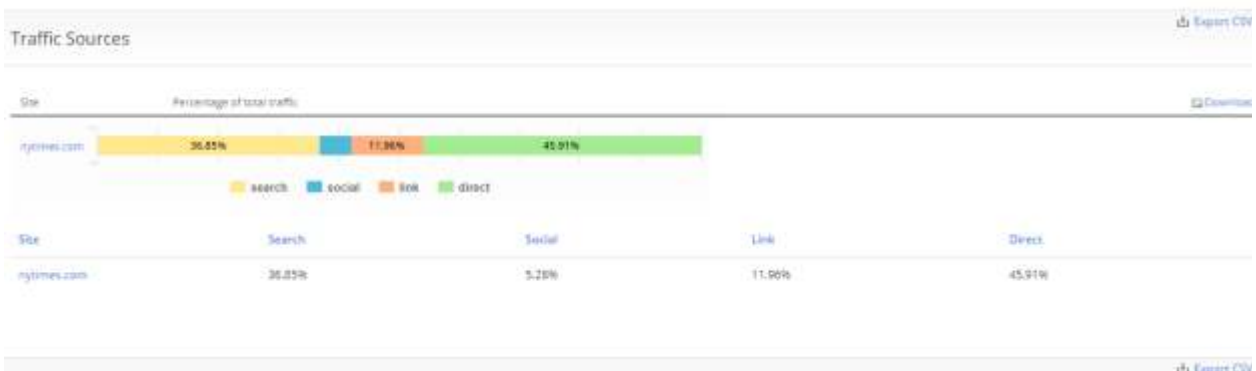 Export CSV
Traffic Sources
Site Percentage of total traffic Download
nytimes.com 36.85% 11.96% 45.91%
search social link direct
Site Search Social Link Direct
nytimes.com 36.85% 5.28% 11.96% 45.91%
Export CSV